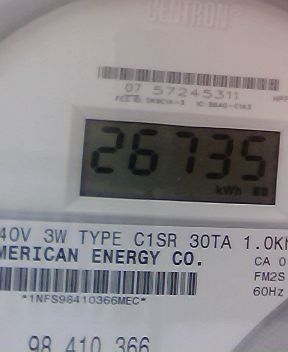 CENTRON®
07 57245311
26735
kWh
40V 3W TYPE C1SR 30TA 1.0Kh
MERICAN ENERGY CO.
CA 0
FM2S
60Hz
*1NFS98410366MEC*
98 410 366